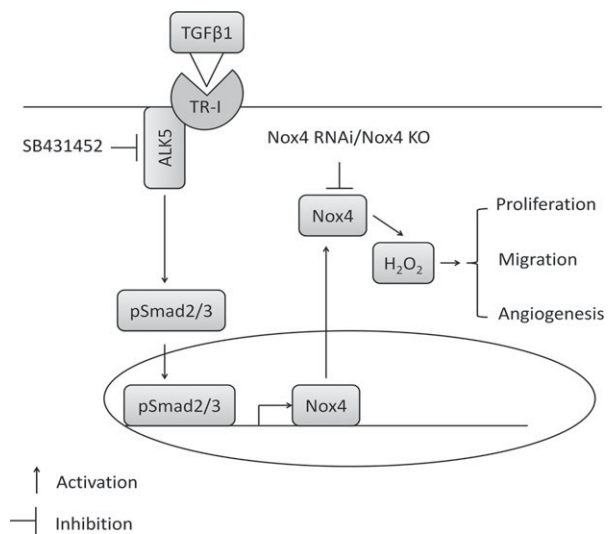 TGFβ1
TR-I
ALK5
SB431452
Nox4 RNAi/Nox4 KO
Nox4
H₂O₂
Proliferation
Migration
Angiogenesis
pSmad2/3
pSmad2/3
Nox4
Activation
Inhibition